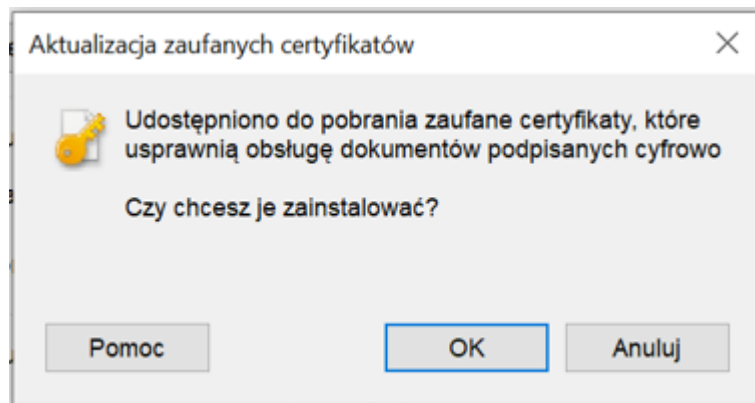 Aktualizacja zaufanych certyfikatów
Udostępniono do pobrania zaufane certyfikaty, które
usprawnią obsługę dokumentów podpisanych cyfrowo
Czy chcesz je zainstalować?
Pomoc
OK
Anuluj